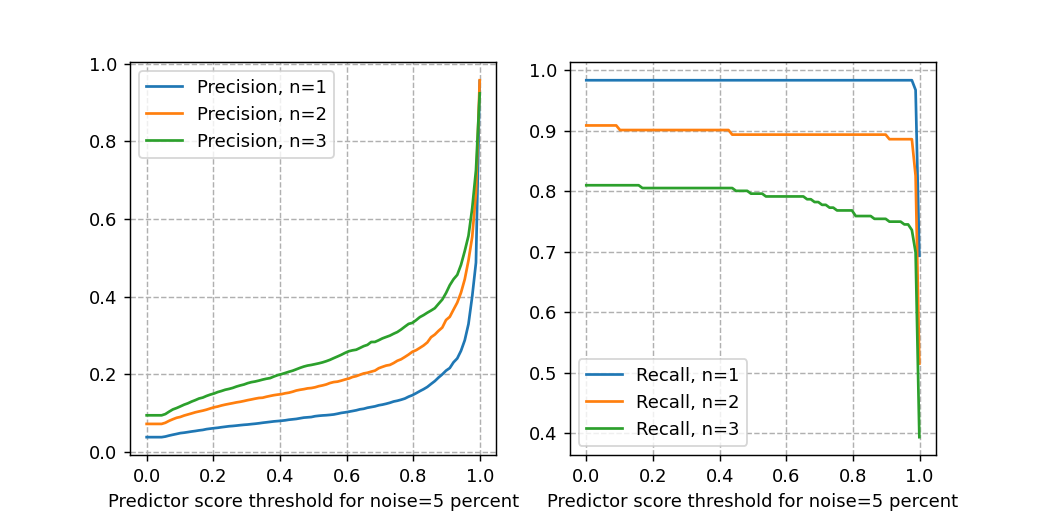 1.0
0.8
0.6
0.4
0.2
0.0
Precision, n=1
Precision, n=2
Precision, n=3
0.0 0.2 0.4 0.6 0.8 1.0
Predictor score threshold for noise=5 percent
1.0
0.9
0.8
0.7
0.6
0.5
0.4
Recall, n=1
Recall, n=2
Recall, n=3
0.0 0.2 0.4 0.6 0.8 1.0
Predictor score threshold for noise=5 percent